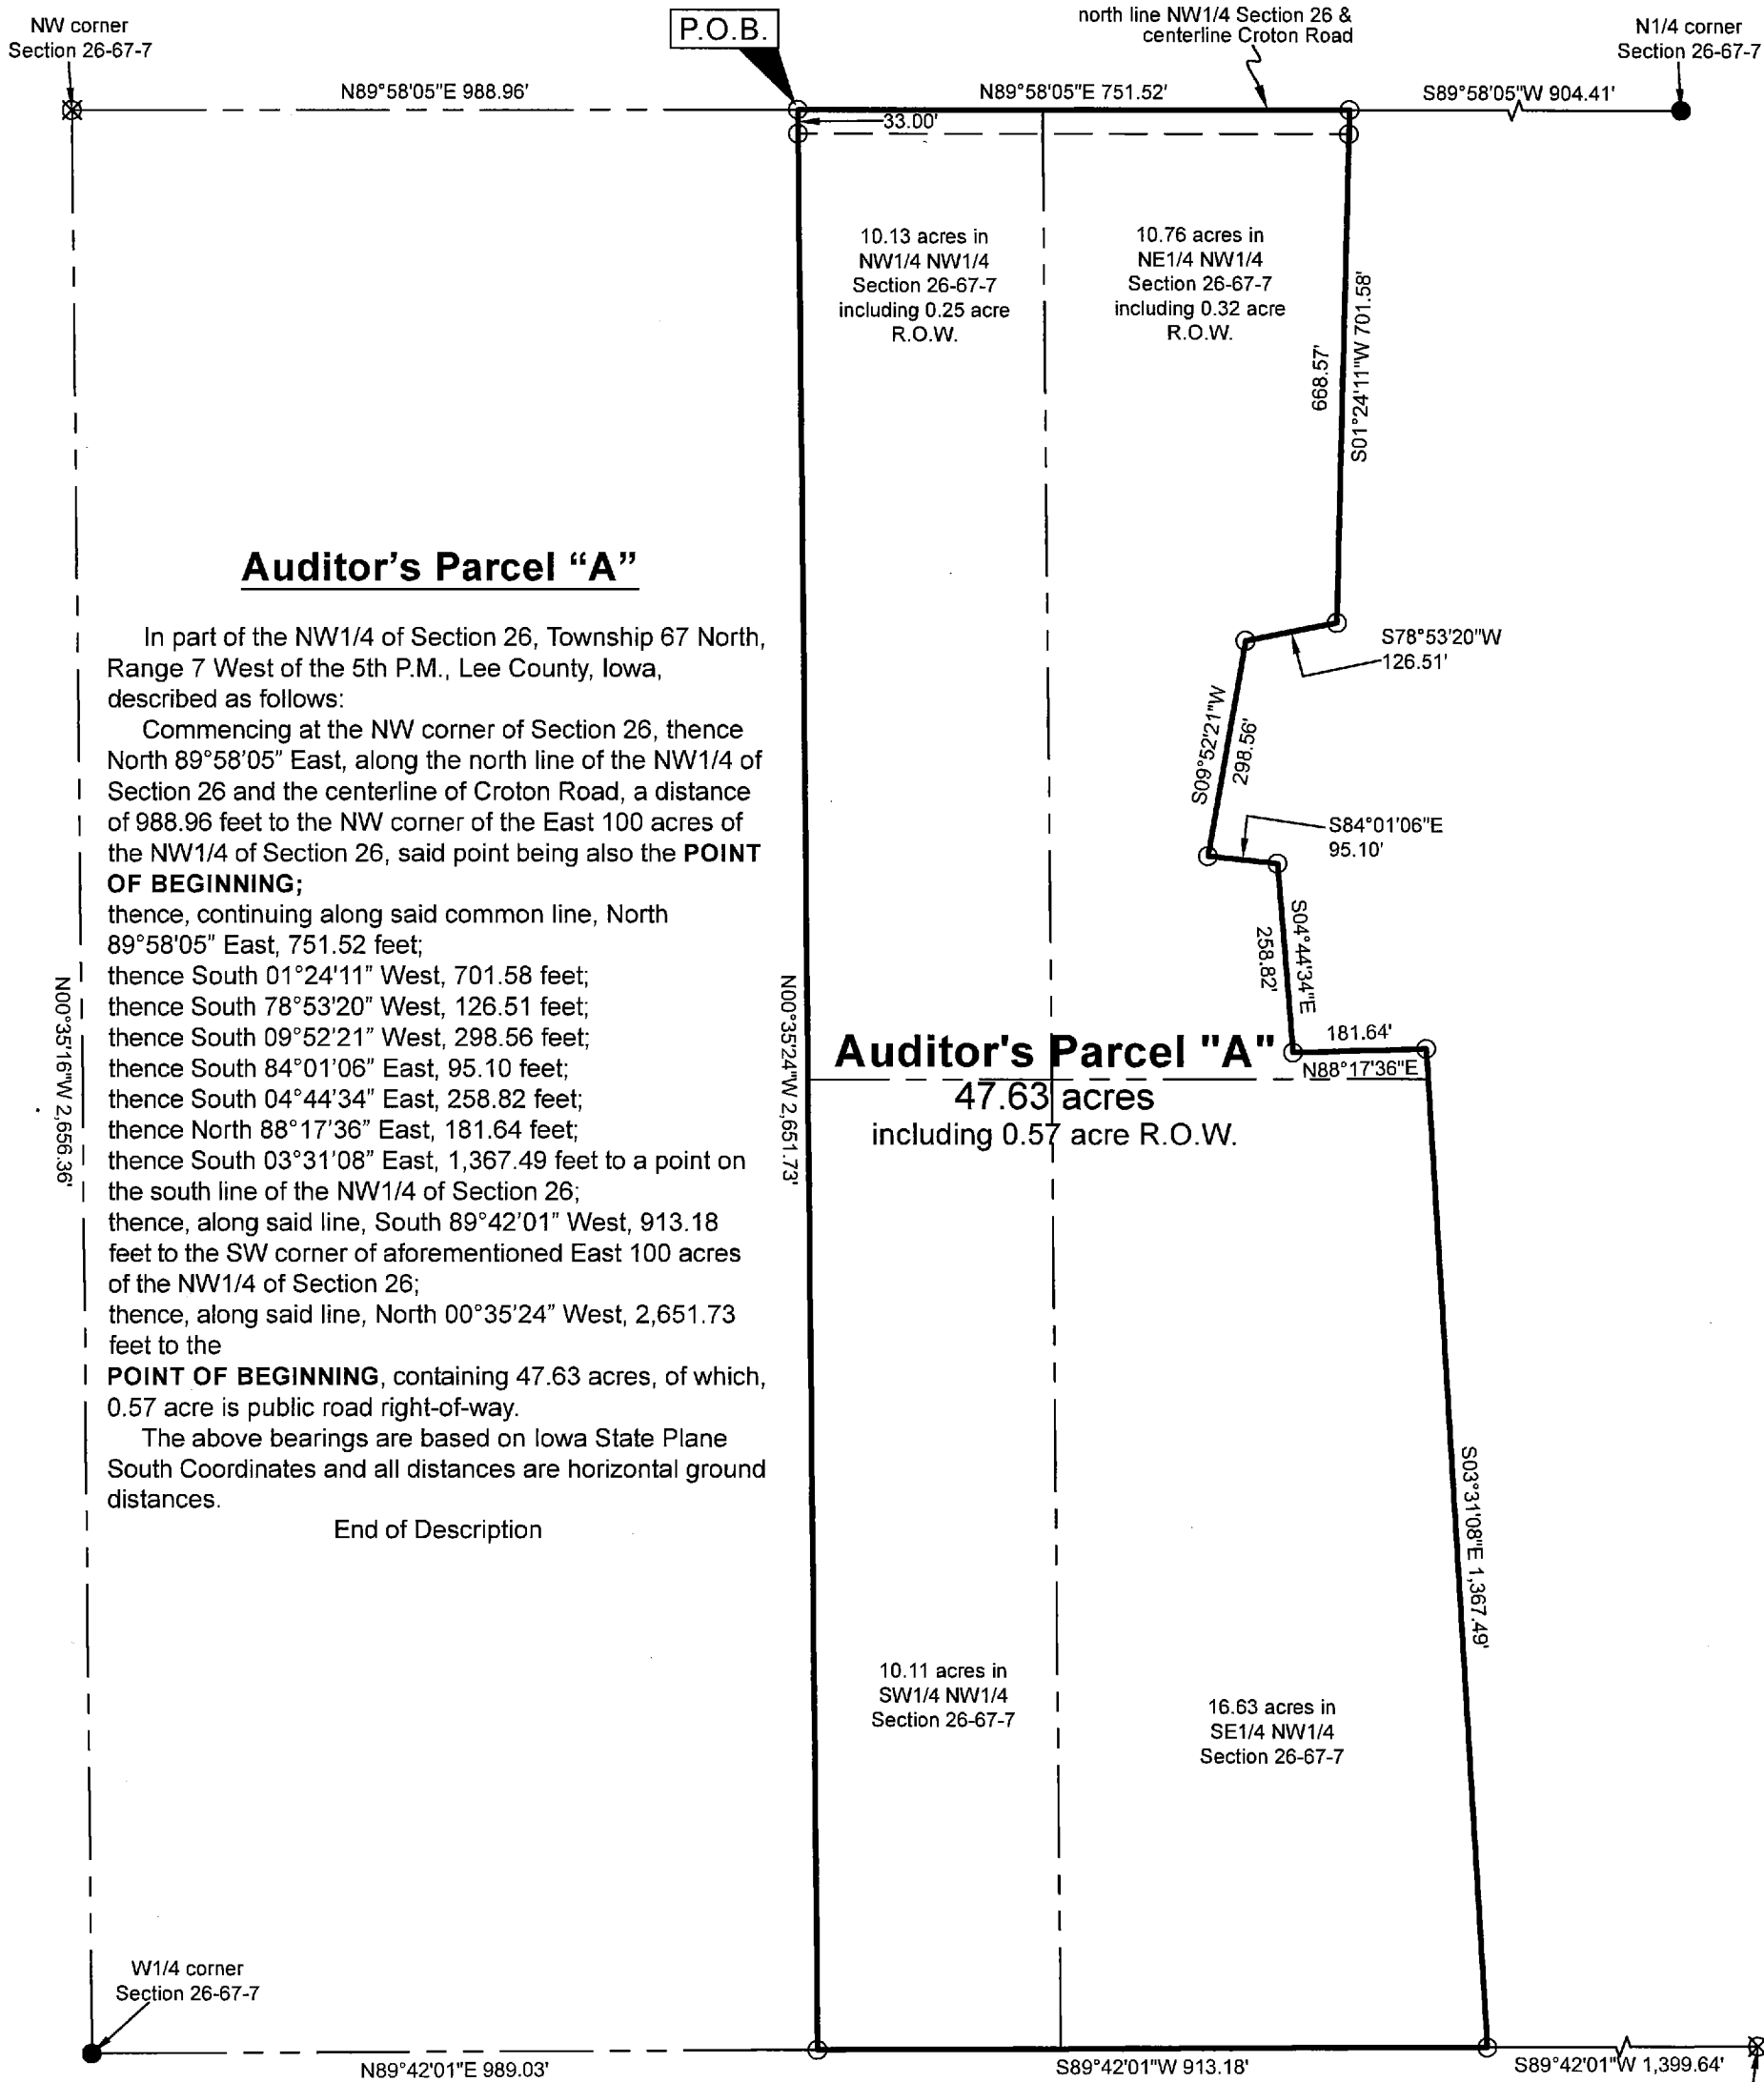 NW corner
Section 26-67-7
P.O.B.
north line NW1/4 Section 26 &
centerline Croton Road
N1/4 corner
Section 26-67-7
N89°58'05"E 988.96'
N89°58'05"E 751.52'
S89°58'05"W 904.41'
33.00'
10.13 acres in
NW1/4 NW1/4
Section 26-67-7
including 0.25 acre
R.O.W.
10.76 acres in
NE1/4 NW1/4
Section 26-67-7
including 0.32 acre
R.O.W.
668.57'
S01°24'11"W 701.58'
S78°53'20"W
126.51'
S09°52'21"W
298.56'
S84°01'06"E
95.10'
S04°44'34"E
258.82'
181.64'
N88°17'36"E
Auditor's Parcel “A”
In part of the NW1/4 of Section 26, Township 67 North,
Range 7 West of the 5th P.M., Lee County, Iowa,
described as follows:
Commencing at the NW corner of Section 26, thence
North 89°58'05” East, along the north line of the NW1/4 of
Section 26 and the centerline of Croton Road, a distance
of 988.96 feet to the NW corner of the East 100 acres of
the NW1/4 of Section 26, said point being also the POINT
OF BEGINNING;
thence, continuing along said common line, North
89°58'05” East, 751.52 feet;
thence South 01°24'11” West, 701.58 feet;
thence South 78°53'20” West, 126.51 feet;
thence South 09°52'21” West, 298.56 feet;
thence South 84°01'06” East, 95.10 feet;
thence South 04°44'34” East, 258.82 feet;
thence North 88°17'36” East, 181.64 feet;
thence South 03°31'08” East, 1,367.49 feet to a point on
the south line of the NW1/4 of Section 26;
thence, along said line, South 89°42'01” West, 913.18
feet to the SW corner of aforementioned East 100 acres
of the NW1/4 of Section 26;
thence, along said line, North 00°35'24” West, 2,651.73
feet to the
POINT OF BEGINNING, containing 47.63 acres, of which,
0.57 acre is public road right-of-way.
The above bearings are based on Iowa State Plane
South Coordinates and all distances are horizontal ground
distances.
End of Description
N00°35'16"W 2,656.36'
N00°35'24"W 2,651.73'
Auditor's Parcel "A"
47.63 acres
including 0.57 acre R.O.W.
S03°31'08"E 1,367.49'
10.11 acres in
SW1/4 NW1/4
Section 26-67-7
16.63 acres in
SE1/4 NW1/4
Section 26-67-7
W1/4 corner
Section 26-67-7
N89°42'01"E 989.03'
S89°42'01"W 913.18'
S89°42'01"W 1,399.64'